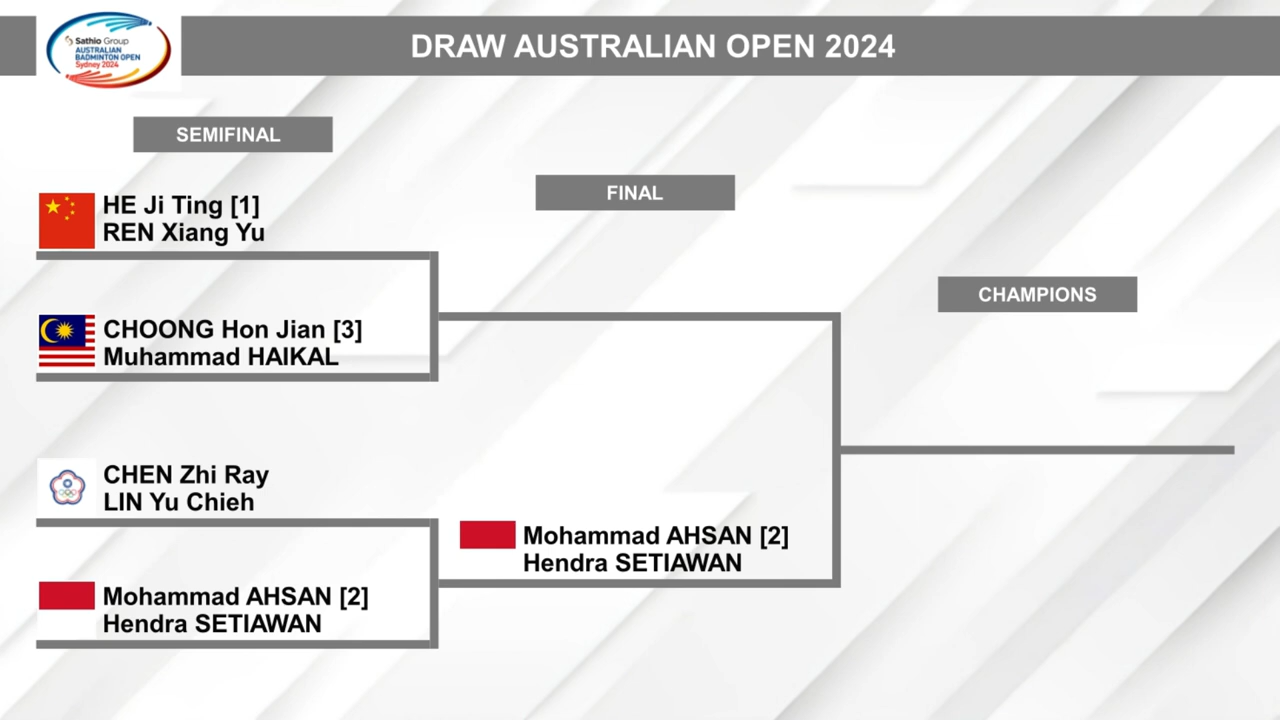 Sathio Group
AUSTRALIAN
BADMINTON OPEN
Sydney 2024
DRAW AUSTRALIAN OPEN 2024
SEMIFINAL
FINAL
CHAMPIONS
HE Ji Ting [1]
REN Xiang Yu
CHOONG Hon Jian [3]
Muhammad HAIKAL
CHEN Zhi Ray
LIN Yu Chieh
Mohammad AHSAN [2]
Hendra SETIAWAN
Mohammad AHSAN [2]
Hendra SETIAWAN